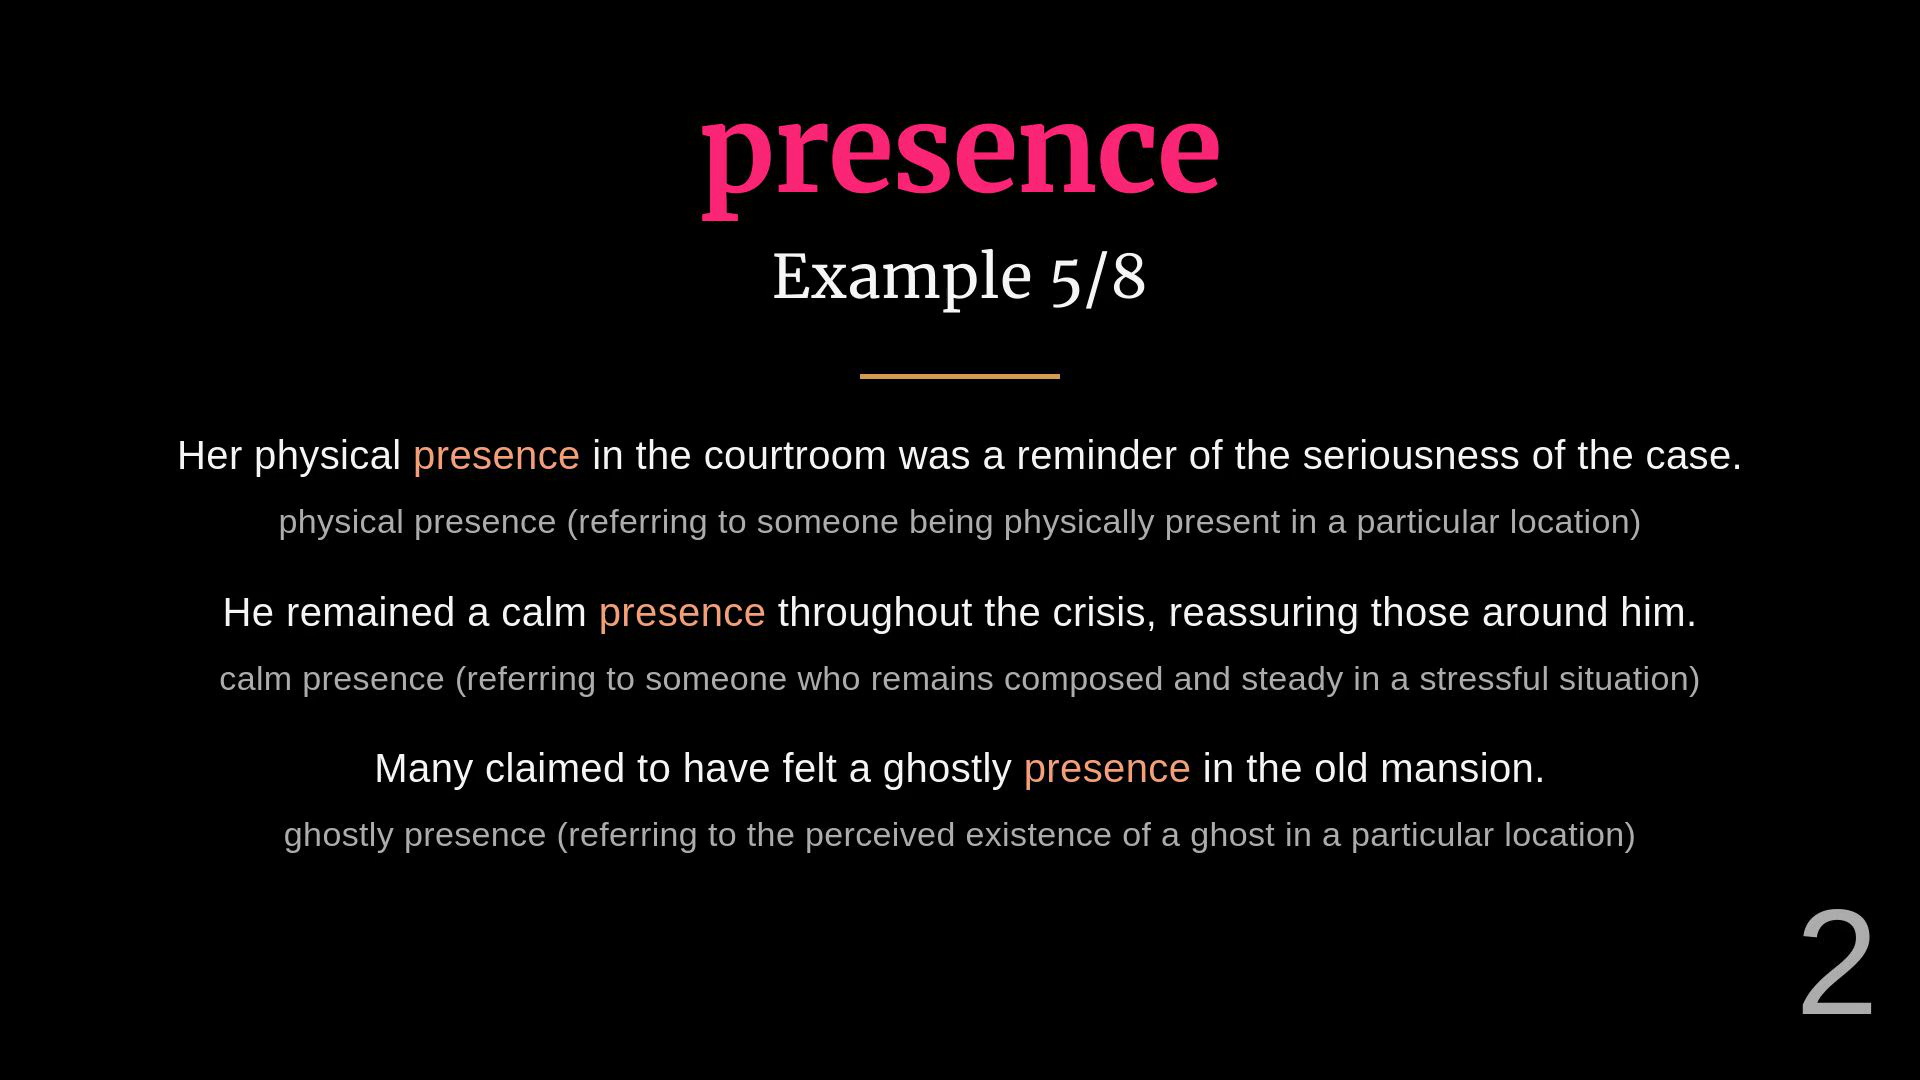 presence
Example 5/8
Her physical presence in the courtroom was a reminder of the seriousness of the case.
physical presence (referring to someone being physically present in a particular location)
He remained a calm presence throughout the crisis, reassuring those around him.
calm presence (referring to someone who remains composed and steady in a stressful situation)
Many claimed to have felt a ghostly presence in the old mansion.
ghostly presence (referring to the perceived existence of a ghost in a particular location)
2